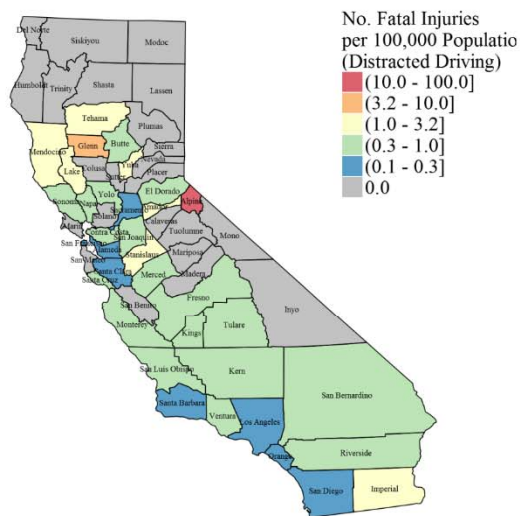 No. Fatal Injuries
per 100,000 Populatio
(Distracted Driving)
(10.0 - 100.0]
(3.2 - 10.0]
(1.0 - 3.2]
(0.3 - 1.0]
(0.1 - 0.3]
0.0
Del Norte
Siskiyou
Modoc
Humboldt
Trinity
Shasta
Lassen
Tehama
Plumas
Mendocino
Glenn
Butte
Sierra
Lake
Colusa
Sutter
Yuba
Nevada
Placer
Sonoma
Napa
Yolo
El Dorado
Alpine
Marin
Solano
Sacramento
Amador
Calaveras
San Francisco
Contra Costa
San Joaquin
Tuolumne
Mono
San Mateo
Alameda
Stanislaus
Mariposa
Santa Cruz
Santa Clara
Merced
Madera
San Benito
Fresno
Inyo
Monterey
Kings
Tulare
San Luis Obispo
Kern
San Bernardino
Santa Barbara
Ventura
Los Angeles
Orange
Riverside
San Diego
Imperial